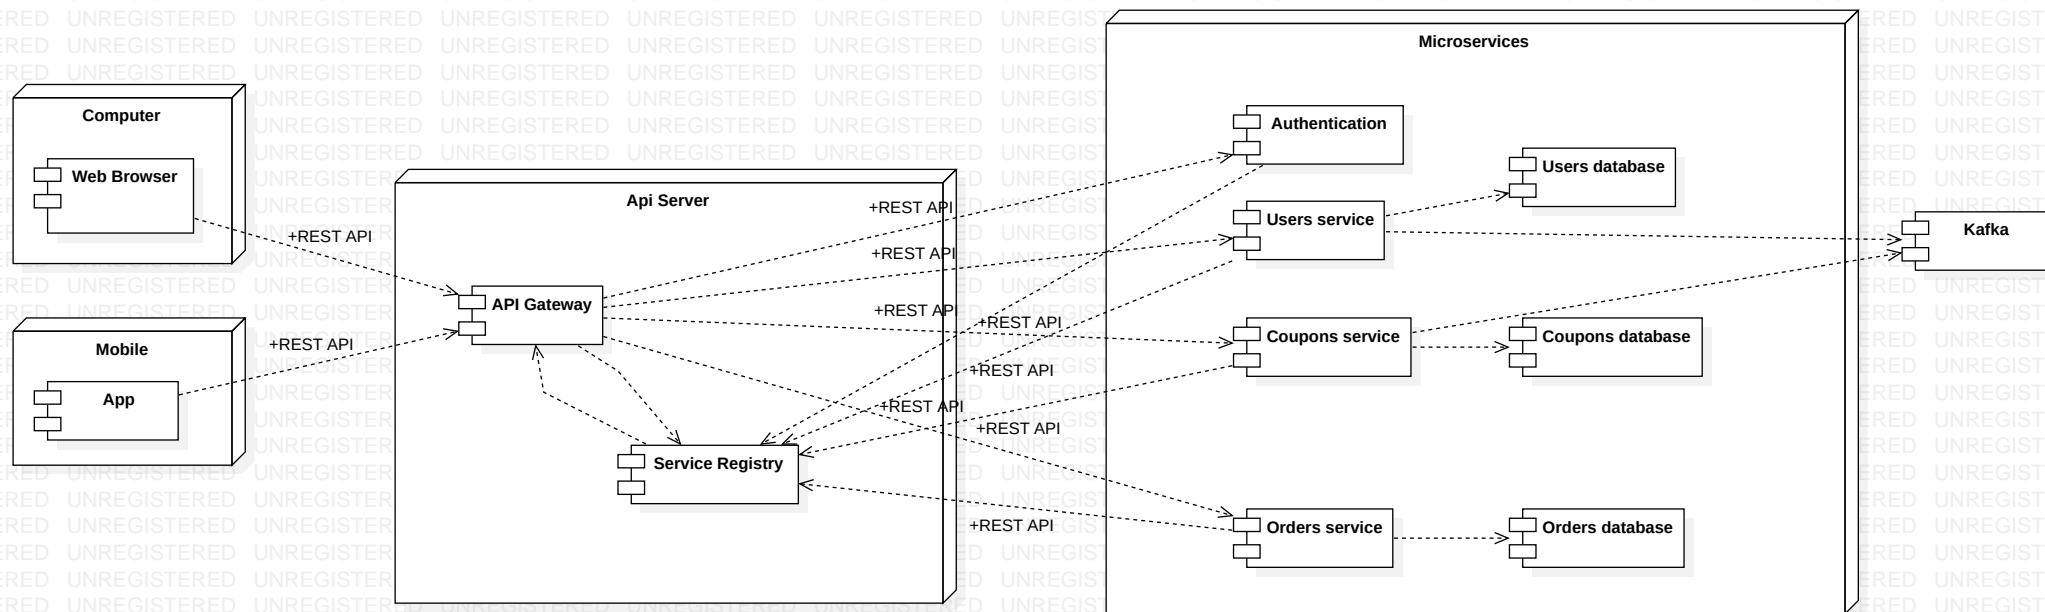 Microservices
Computer
Web Browser
Api Server
Authentication
Users database
+REST API
Users service
Kafka
+REST API
+REST API
API Gateway
+REST API
+REST API
Coupons service
Coupons database
Mobile
+REST API
+REST API
App
+REST API
+REST API
Service Registry
+REST API
Orders service
Orders database
UNREGISTERED